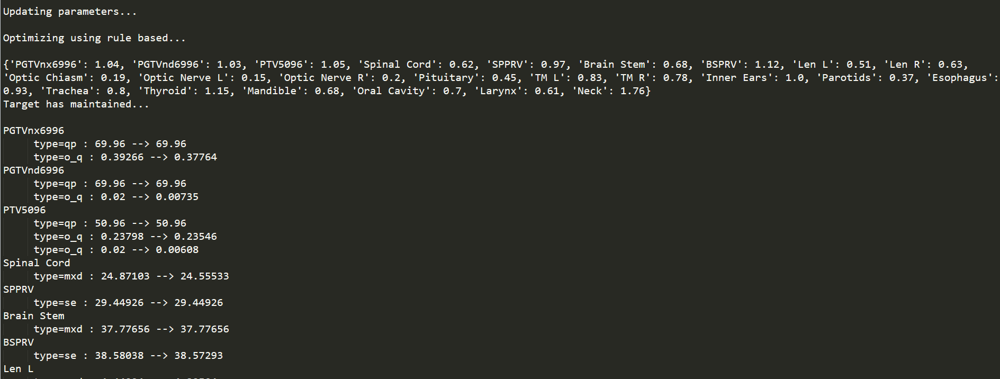 Updating parameters...
Optimizing using rule based...
{'PGTVnx6996': 1.04, 'PGTVnd6996': 1.03, 'PTV5096': 1.05, 'Spinal Cord': 0.62, 'SPPRV': 0.97, 'Brain Stem': 0.68, 'BSPRV': 1.12, 'Len L': 0.51, 'Len R': 0.63,
'Optic Chiasm': 0.19, 'Optic Nerve L': 0.15, 'Optic Nerve R': 0.2, 'Pituitary': 0.45, 'TM L': 0.83, 'TM R': 0.78, 'Inner Ears': 1.0, 'Parotids': 0.37, 'Esophagus':
0.93, 'Trachea': 0.8, 'Thyroid': 1.15, 'Mandible': 0.68, 'Oral Cavity': 0.7, 'Larynx': 0.61, 'Neck': 1.76}
Target has maintained...
PGTVnx6996
type=qp : 69.96 --> 69.96
type=o_q : 0.39266 --> 0.37764
PGTVnd6996
type=qp : 69.96 --> 69.96
type=o_q : 0.02 --> 0.00735
PTV5096
type=qp : 50.96 --> 50.96
type=o_q : 0.23798 --> 0.23546
type=o_q : 0.02 --> 0.00608
Spinal Cord
type=mxd : 24.87103 --> 24.55533
SPPRV
type=se : 29.44926 --> 29.44926
Brain Stem
type=mxd : 37.77656 --> 37.77656
BSPRV
type=se : 38.58038 --> 38.57293
Len L